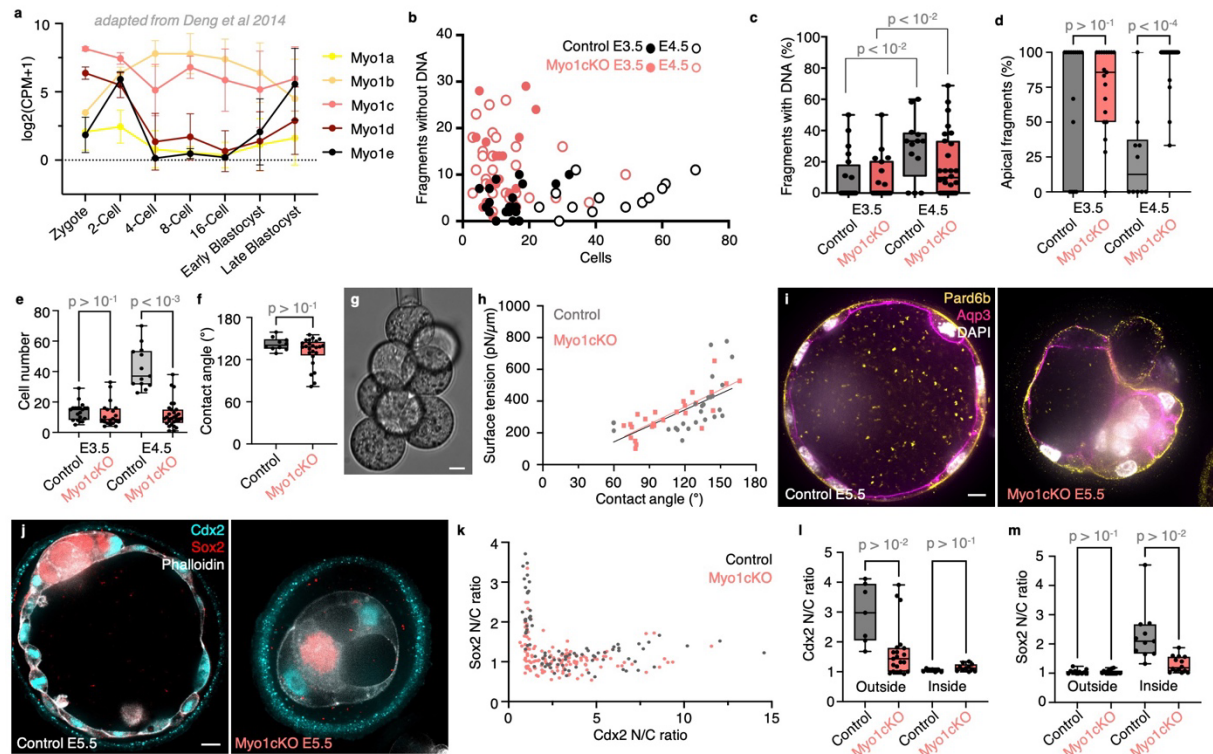 a
adapted from Deng et al 2014
log2(CPM+1)
10
5
0
Zygote
2-Cell
4-Cell
8-Cell
16-Cell
Early Blastocyst
Late Blastocyst
Myo1a
Myo1b
Myo1c
Myo1d
Myo1e
b
Control E3.5 E4.5
Myo1cKO E3.5 E4.5
Fragments without DNA
40
30
20
10
0
0 20 40 60 80
Cells
c
p < 10-2
p < 10-2
Fragments with DNA (%)
100
80
60
40
20
0
E3.5 E4.5
Control
Myo1cKO
Control
Myo1cKO
d
p > 10-1 p < 10-4
Apical fragments (%)
100
75
50
25
0
E3.5 E4.5
Control
Myo1cKO
Control
Myo1cKO
e
p > 10-1 p < 10-3
Cell number
80
60
40
20
0
E3.5 E4.5
Control
Myo1cKO
Control
Myo1cKO
f
p > 10-1
Contact angle (°)
180
120
60
0
Control
Myo1cKO
g
h
Control
Myo1cKO
Surface tension (pN/µm)
1000
800
600
400
200
0
0 30 60 90 120 150 180
Contact angle (°)
i
Pard6b
Aqp3
DAPI
Control E5.5
Myo1cKO E5.5
j
Cdx2
Sox2
Phalloidin
Control E5.5
Myo1cKO E5.5
k
Control
Myo1cKO
Sox2 N/C ratio
4
3
2
1
0
0 5 10 15
Cdx2 N/C ratio
l
p > 10-2 p > 10-1
Cdx2 N/C ratio
5
4
3
2
1
0
Outside Inside
Control
Myo1cKO
Control
Myo1cKO
m
p > 10-1 p > 10-2
Sox2 N/C ratio
5
4
3
2
1
0
Outside Inside
Control
Myo1cKO
Control
Myo1cKO